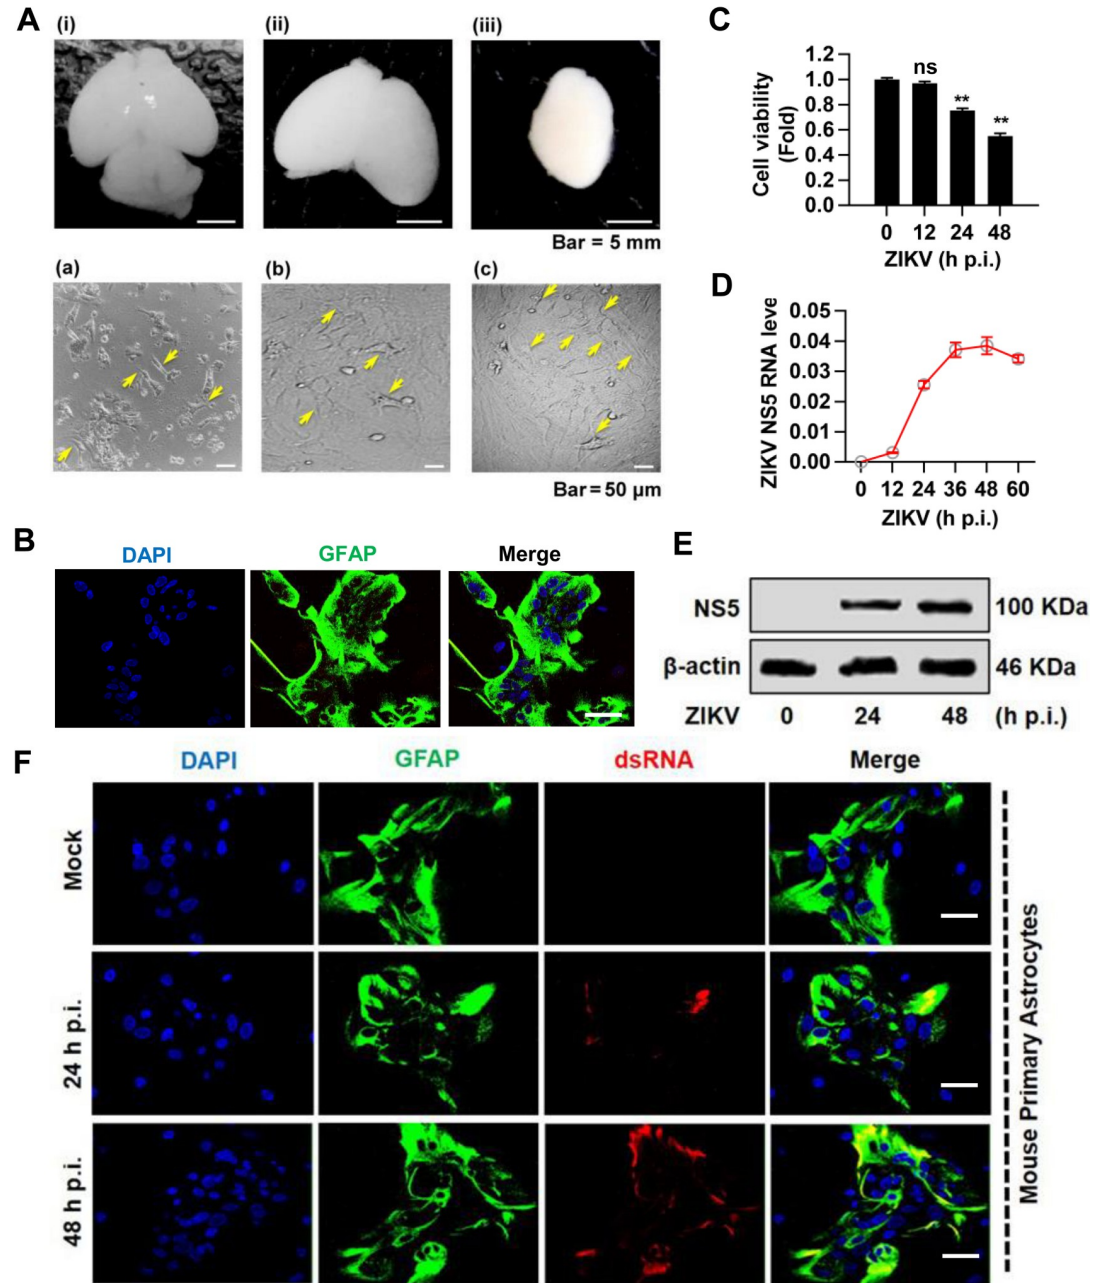 A
(i)
(ii)
(iii)
Bar = 5 mm
(a)
(b)
(c)
Bar = 50 µm
B
DAPI
GFAP
Merge
C
Cell viability
(Fold)
1.2
1.0
0.8
0.6
0.4
0.2
0.0
ns
**
**
0 12 24 48
ZIKV (h p.i.)
D
ZIKV NS5 RNA leve
0.05
0.04
0.03
0.02
0.01
0.00
0 12 24 36 48 60
ZIKV (h p.i.)
E
NS5
100 KDa
β-actin
46 KDa
ZIKV 0 24 48 (h p.i.)
F
DAPI
GFAP
dsRNA
Merge
Mock
24 h p.i.
48 h p.i.
Mouse Primary Astrocytes